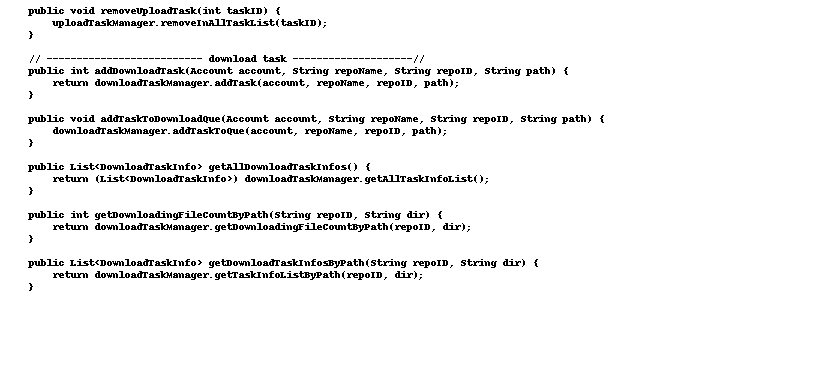 public void removeUploadTask(int taskID) {
    uploadTaskManager.removeInAllTaskList(taskID);
}
// -------------------------- download task --------------------//
public int addDownloadTask(Account account, String repoName, String repoID, String path) {
    return downloadTaskManager.addTask(account, repoName, repoID, path);
}
public void addTaskToDownloadQue(Account account, String repoName, String repoID, String path) {
    downloadTaskManager.addTaskToQue(account, repoName, repoID, path);
}
public List<DownloadTaskInfo> getAllDownloadTaskInfos() {
    return (List<DownloadTaskInfo>) downloadTaskManager.getAllTaskInfoList();
}
public int getDownloadingFileCountByPath(String repoID, String dir) {
    return downloadTaskManager.getDownloadingFileCountByPath(repoID, dir);
}
public List<DownloadTaskInfo> getDownloadTaskInfosByPath(String repoID, String dir) {
    return downloadTaskManager.getTaskInfoListByPath(repoID, dir);
}